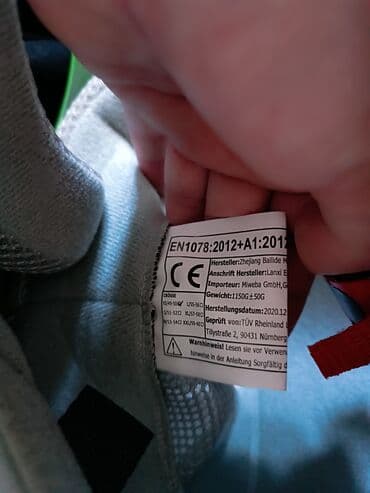 EN1078:2012+A1:2012
Hersteller:Zhejiang Bailide M
Anschrift Hersteller:Lanxi E
Importeur: Miweba GmbH,G
Gewicht:1150G±50G
Herstellungsdatum:2020.12
Geprüft von:TÜV Rheinland
Tillystraße 2, 90431 Nürnberg
CE
Warnhinweis! Lesen sie vor Verwen
hinweise in der Anleitung Sorgfältig d